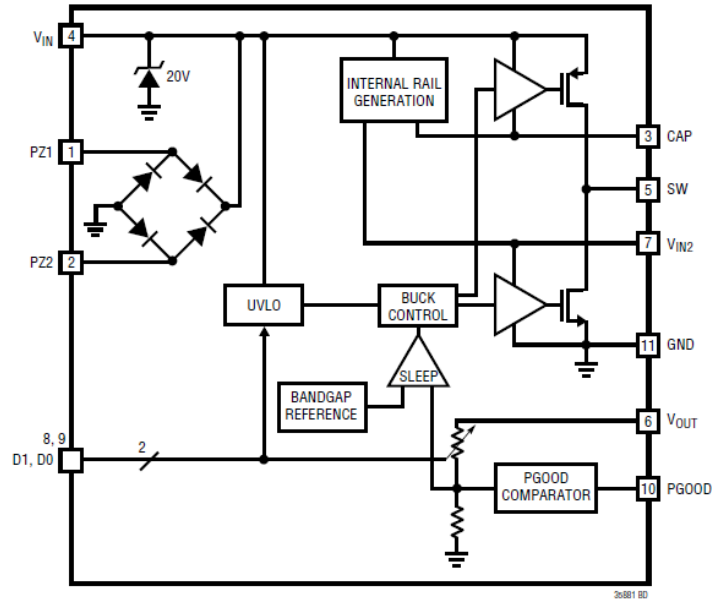 VIN 4
20V
INTERNAL RAIL
GENERATION
PZ1 1
3 CAP
5 SW
7 VIN2
PZ2 2
UVLO
BUCK
CONTROL
11 GND
SLEEP
BANDGAP
REFERENCE
6 VOUT
8, 9
D1, D0
2
PGOOD
COMPARATOR
10 PGOOD
35881 BD